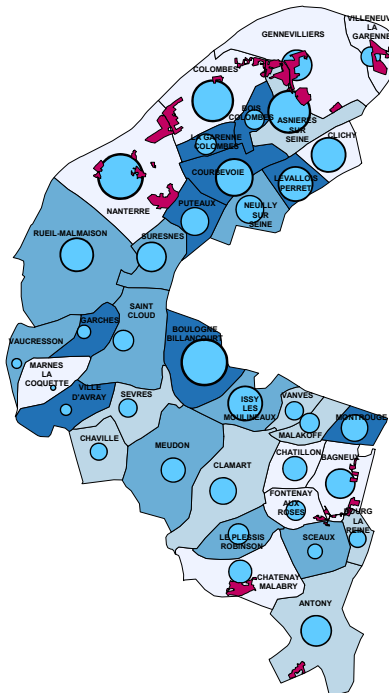 VILLENEUVE
LA
GARENNE
GENNEVILLIERS
COLOMBES
BOIS
COLOMBES
ASNIERES
SUR
SEINE
LA GARENNE
COLOMBES
CLICHY
COURBEVOIE
LEVALLOIS
PERRET
NANTERRE
PUTEAUX
NEUILLY
SUR
SEINE
RUEIL-MALMAISON
SURESNES
SAINT
CLOUD
GARCHES
BOULOGNE
BILLANCOURT
VAUCRESSON
MARNES
LA
COQUETTE
VILLE
D'AVRAY
SEVRES
ISSY
LES
MOULINEAUX
VANVES
MALAKOFF
MONTROUGE
CHAVILLE
MEUDON
CLAMART
CHATILLON
BAGNEUX
FONTENAY
AUX
ROSES
BOURG
LA
REINE
LE PLESSIS
ROBINSON
SCEAUX
CHATENAY
MALABRY
ANTONY